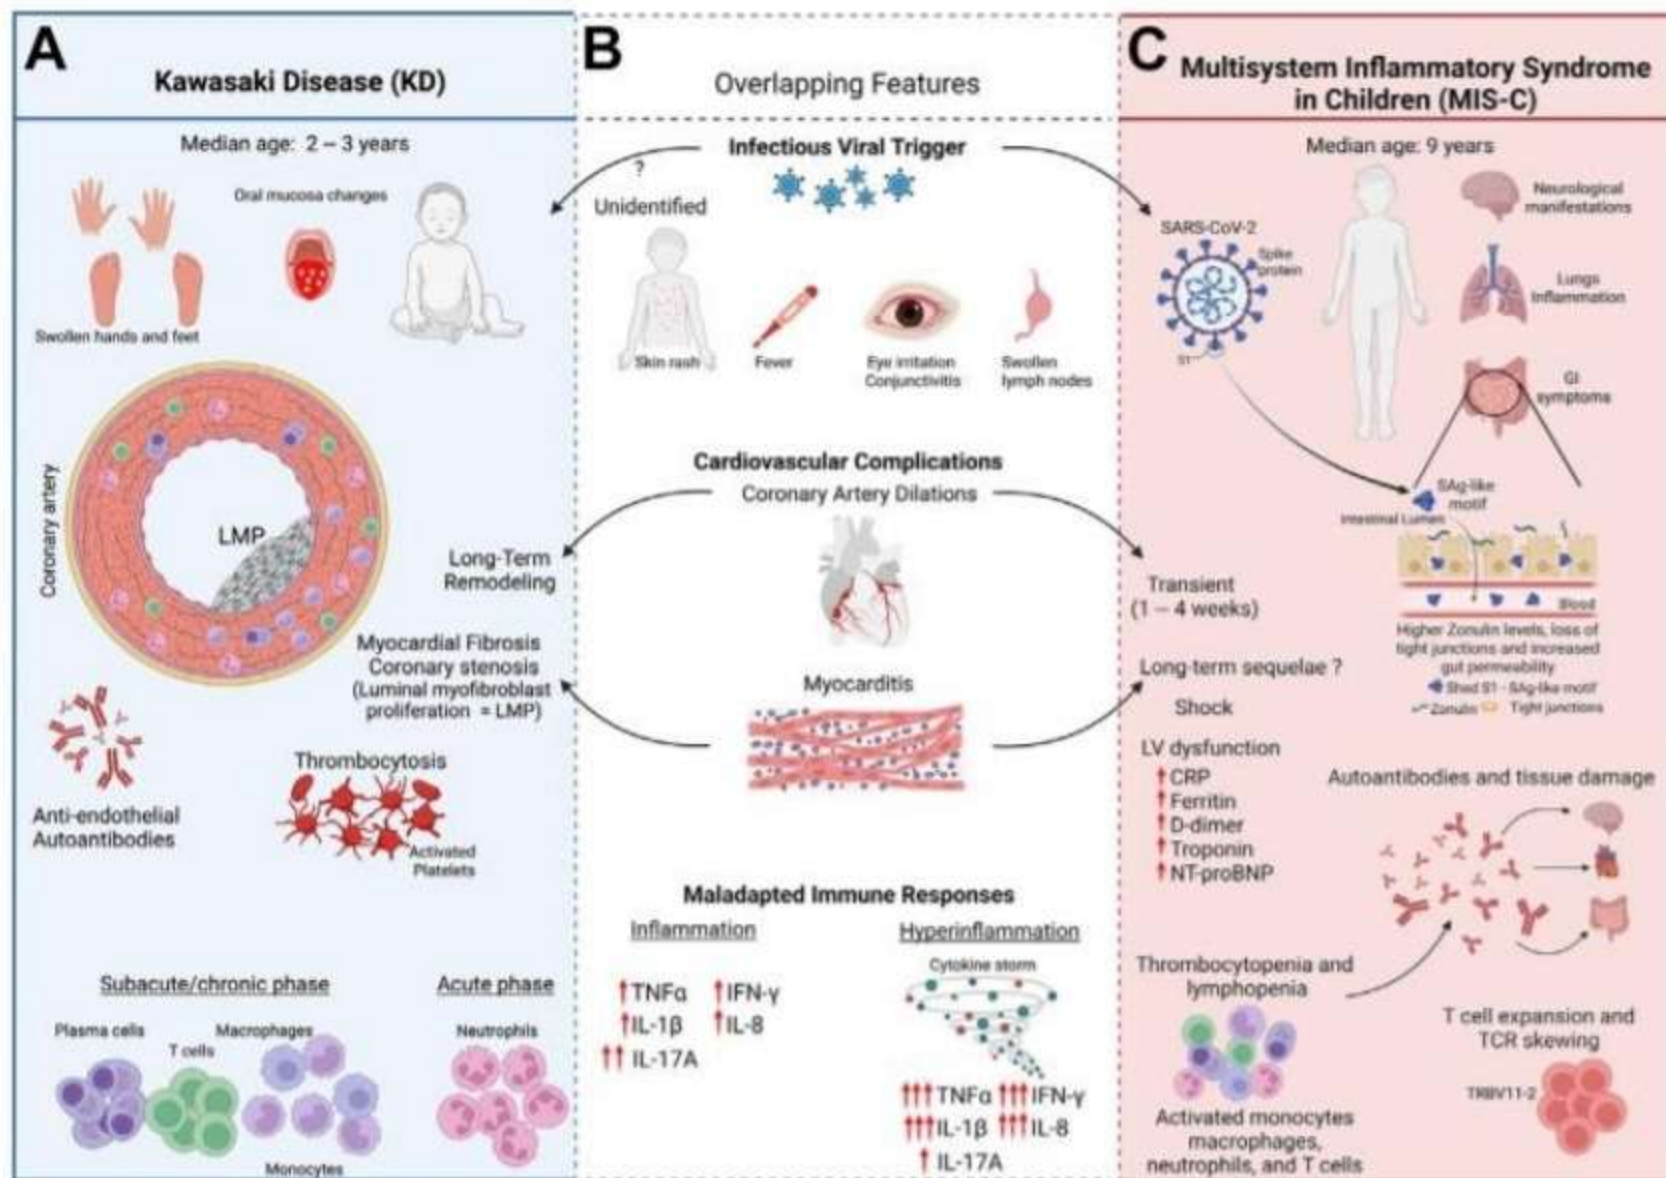 A
Kawasaki Disease (KD)
Median age: 2 – 3 years
Oral mucosa changes
Swollen hands and feet
Coronary artery
LMP
Long-Term
Remodeling
Myocardial Fibrosis
Coronary stenosis
(Luminal myofibroblast
proliferation = LMP)
Anti-endothelial
Autoantibodies
Thrombocytosis
Activated
Platelets
Subacute/chronic phase
Acute phase
Plasma cells
T cells
Macrophages
Monocytes
Neutrophils
B
Overlapping Features
Infectious Viral Trigger
?
Unidentified
Skin rash
Fever
Eye irritation
Conjunctivitis
Swollen
lymph nodes
Cardiovascular Complications
Coronary Artery Dilations
Myocarditis
Maladapted Immune Responses
Inflammation
↑TNFα ↑IFN-γ
↑IL-1β ↑IL-8
↑↑ IL-17A
Hyperinflammation
Cytokine storm
↑↑↑TNFα ↑↑↑IFN-γ
↑↑↑IL-1β ↑↑↑IL-8
↑ IL-17A
C
Multisystem Inflammatory Syndrome
in Children (MIS-C)
Median age: 9 years
SARS-CoV-2
Spike
protein
S1
Neurological
manifestations
Lungs
Inflammation
GI
symptoms
SAg-like
motif
Intestinal Lumen
Blood
Higher Zonulin levels, loss of
tight junctions and increased
gut permeability
Shed S1 - SAg-like motif
Zonulin Tight junctions
Transient
(1 – 4 weeks)
Long-term sequelae ?
Shock
LV dysfunction
↑CRP
↑Ferritin
↑D-dimer
↑Troponin
↑NT-proBNP
Autoantibodies and tissue damage
Thrombocytopenia and
lymphopenia
Activated monocytes
macrophages,
neutrophils, and T cells
T cell expansion and
TCR skewing
TRBV11-2